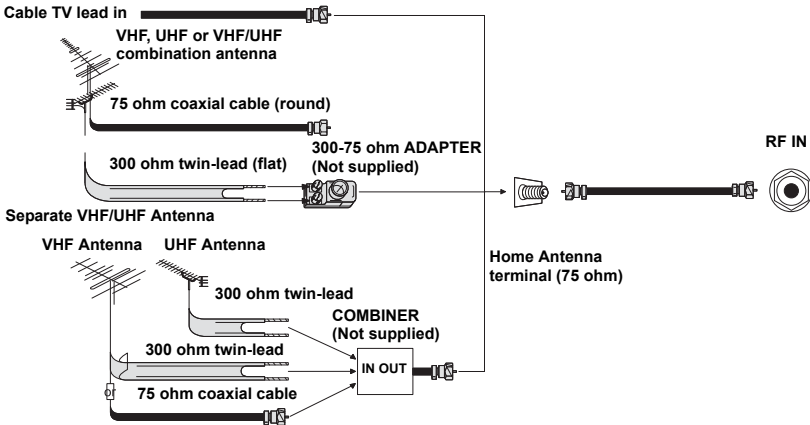 Cable TV lead in
VHF, UHF or VHF/UHF
combination antenna
75 ohm coaxial cable (round)
300 ohm twin-lead (flat)
300-75 ohm ADAPTER
(Not supplied)
RF IN
Separate VHF/UHF Antenna
VHF Antenna
UHF Antenna
300 ohm twin-lead
300 ohm twin-lead
75 ohm coaxial cable
COMBINER
(Not supplied)
IN OUT
Home Antenna
terminal (75 ohm)